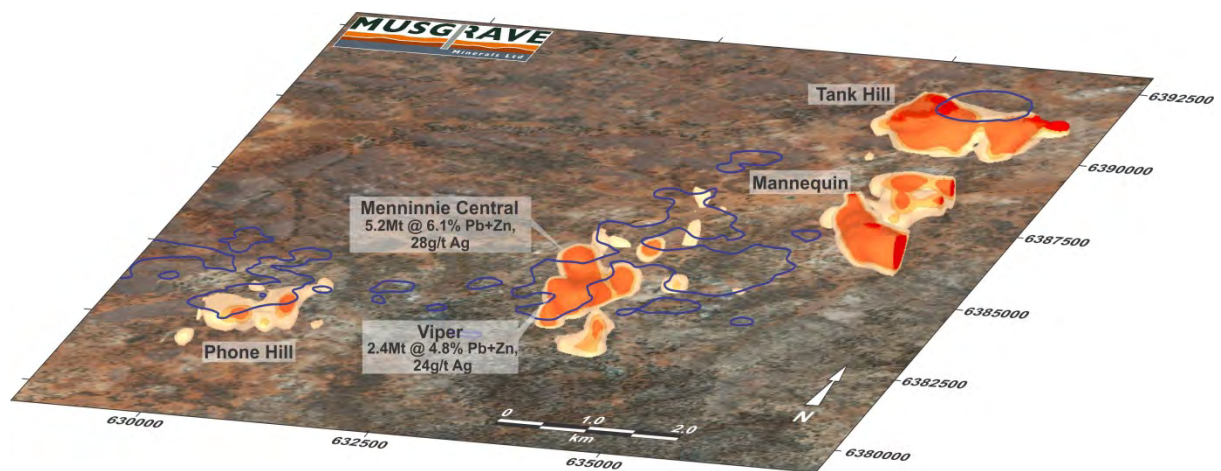 MUSGRAVE
Minerals Ltd
Tank Hill
6392500
6390000
Mannequin
Menninnie Central
5.2Mt @ 6.1% Pb+Zn,
28g/t Ag
6387500
6385000
Viper
2.4Mt @ 4.8% Pb+Zn,
24g/t Ag
Phone Hill
6382500
N
0 1.0 2.0
km
630000
632500
635000
6380000